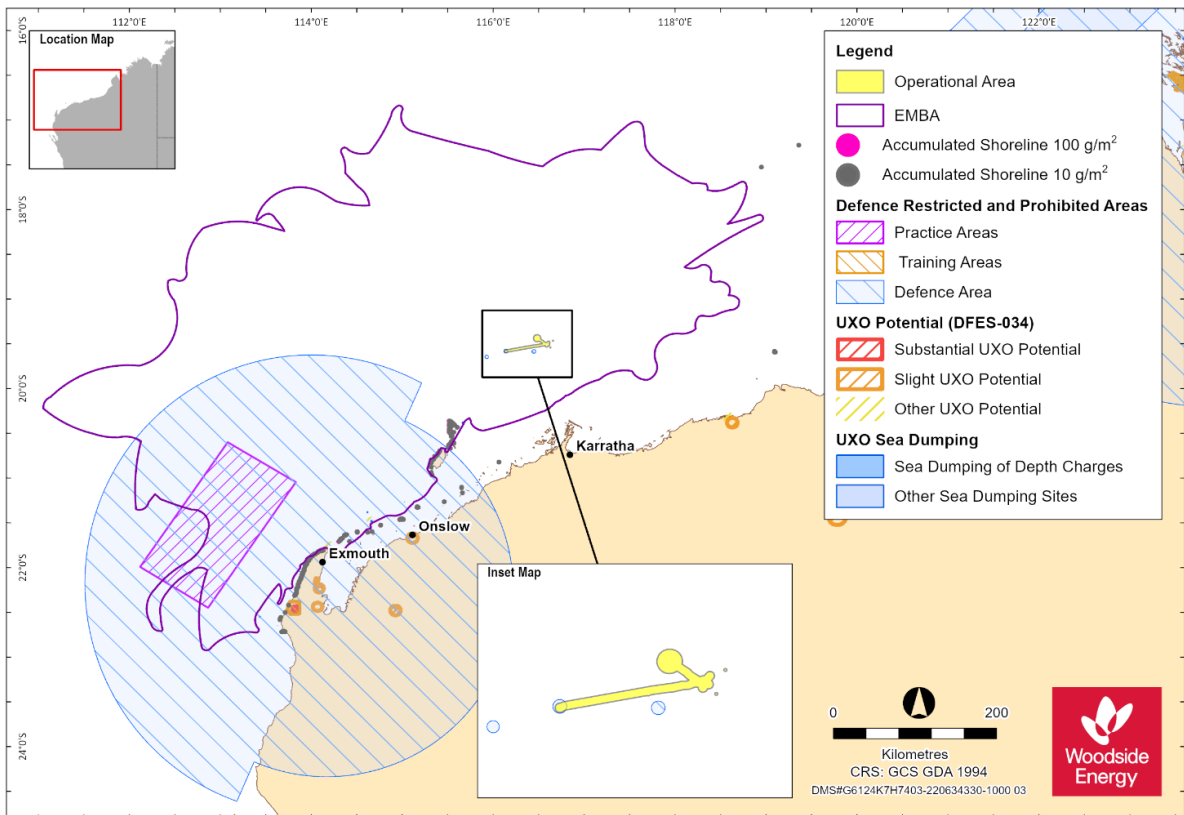 112°0'E
114°0'E
116°0'E
118°0'E
120°0'E
122°0'E
16°0'S
18°0'S
20°0'S
22°0'S
24°0'S
Location Map
Legend
Operational Area
EMBA
Accumulated Shoreline 100 g/m²
Accumulated Shoreline 10 g/m²
Defence Restricted and Prohibited Areas
Practice Areas
Training Areas
Defence Area
UXO Potential (DFES-034)
Substantial UXO Potential
Slight UXO Potential
Other UXO Potential
UXO Sea Dumping
Sea Dumping of Depth Charges
Other Sea Dumping Sites
Karratha
Onslow
Exmouth
Inset Map
0
200
Kilometres
CRS: GCS GDA 1994
DMS#G6124K7H7403-220634330-1000 03
Woodside
Energy